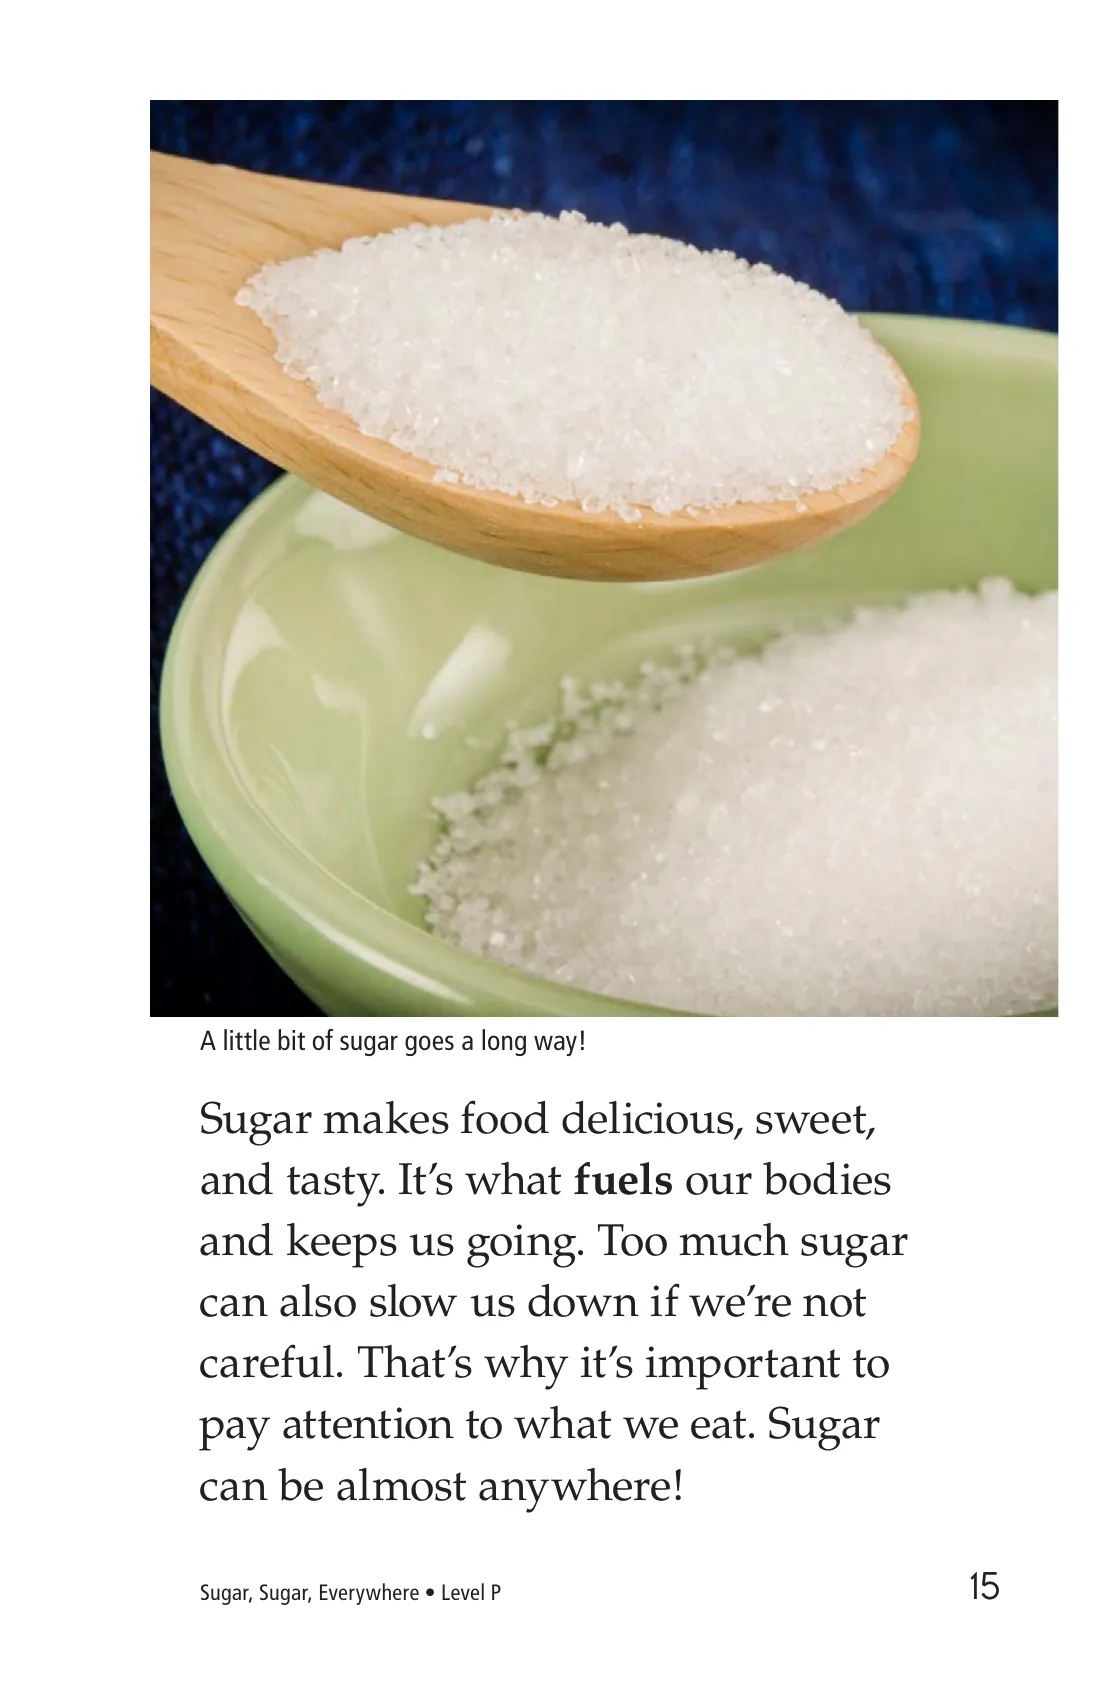 A little bit of sugar goes a long way!
Sugar makes food delicious, sweet,
and tasty. It’s what fuels our bodies
and keeps us going. Too much sugar
can also slow us down if we’re not
careful. That’s why it’s important to
pay attention to what we eat. Sugar
can be almost anywhere!
Sugar, Sugar, Everywhere • Level P
15